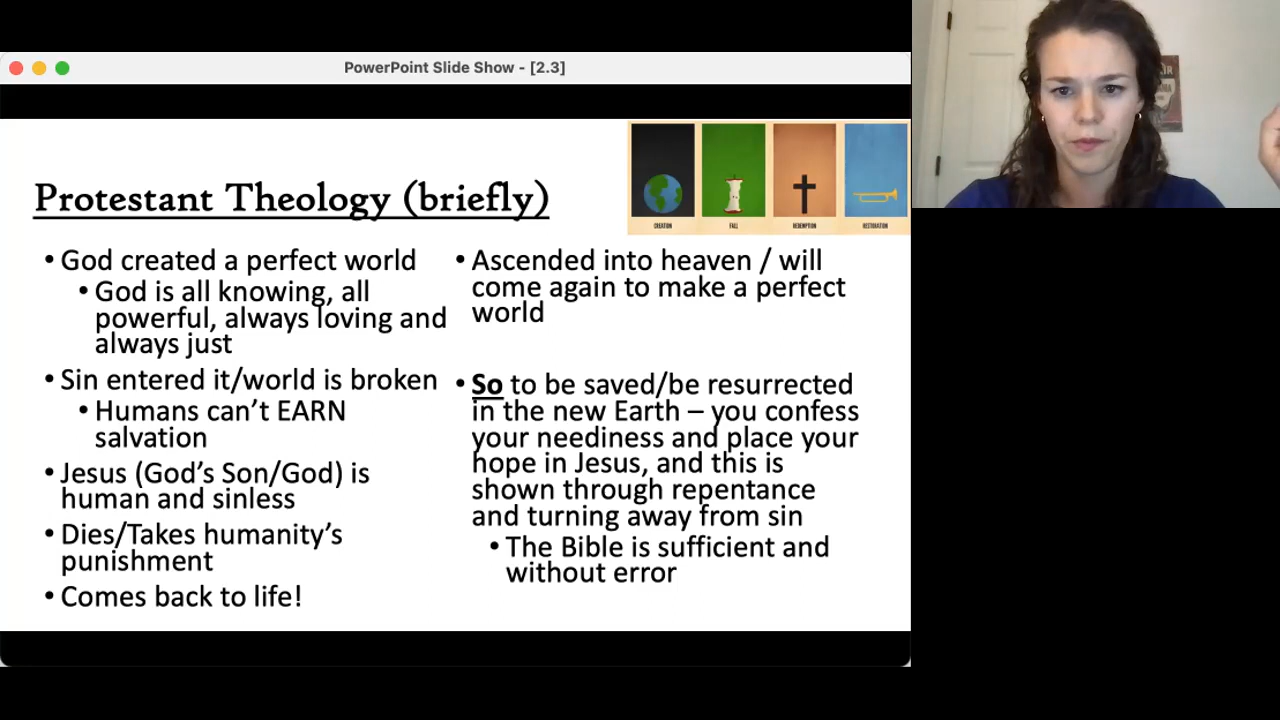 PowerPoint Slide Show - [2.3]
CREATION
FALL
REDEMPTION
RESTORATION
Protestant Theology (briefly)
• God created a perfect world
• God is all knowing, all
powerful, always loving and
always just
• Sin entered it/world is broken
• Humans can’t EARN
salvation
• Jesus (God’s Son/God) is
human and sinless
• Dies/Takes humanity’s
punishment
• Comes back to life!
• Ascended into heaven / will
come again to make a perfect
world
• So to be saved/be resurrected
in the new Earth – you confess
your neediness and place your
hope in Jesus, and this is
shown through repentance
and turning away from sin
• The Bible is sufficient and
without error